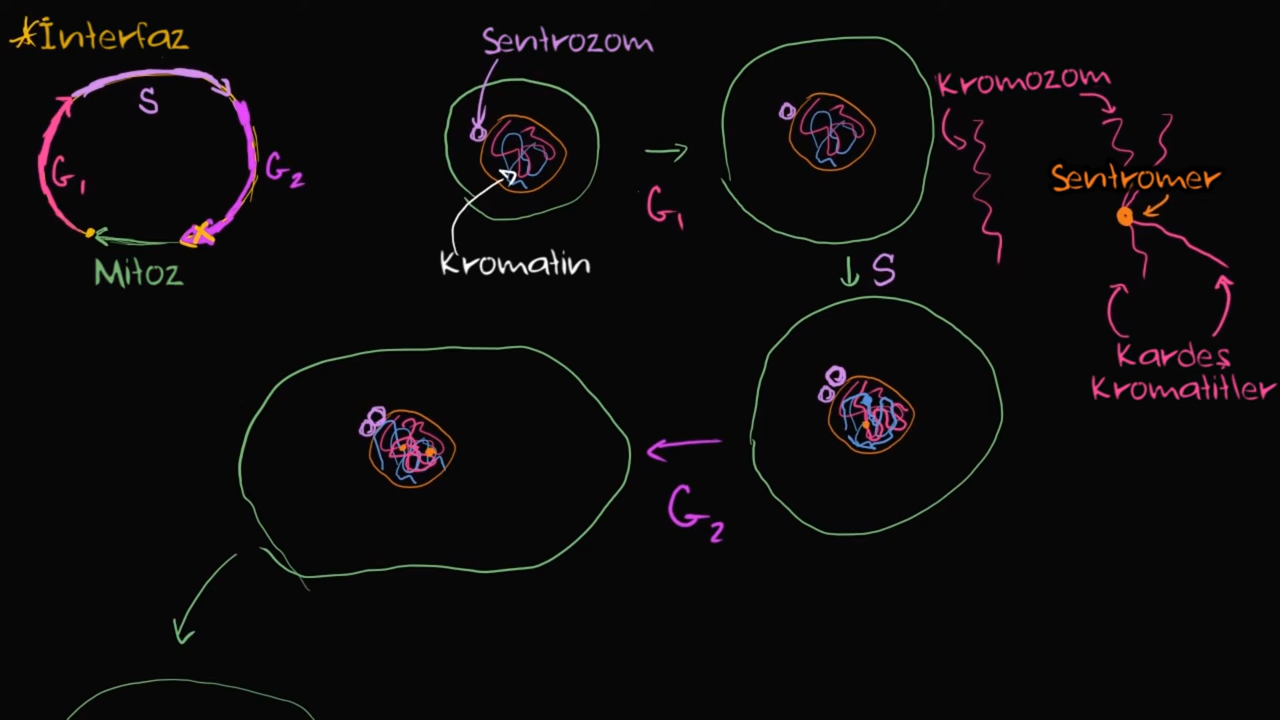 İnterfaz
S
G₁
G₂
Mitoz
Sentrozom
Kromatin
G₁
Kromozom
Sentromer
Kardeş
Kromatitler
S
G₂